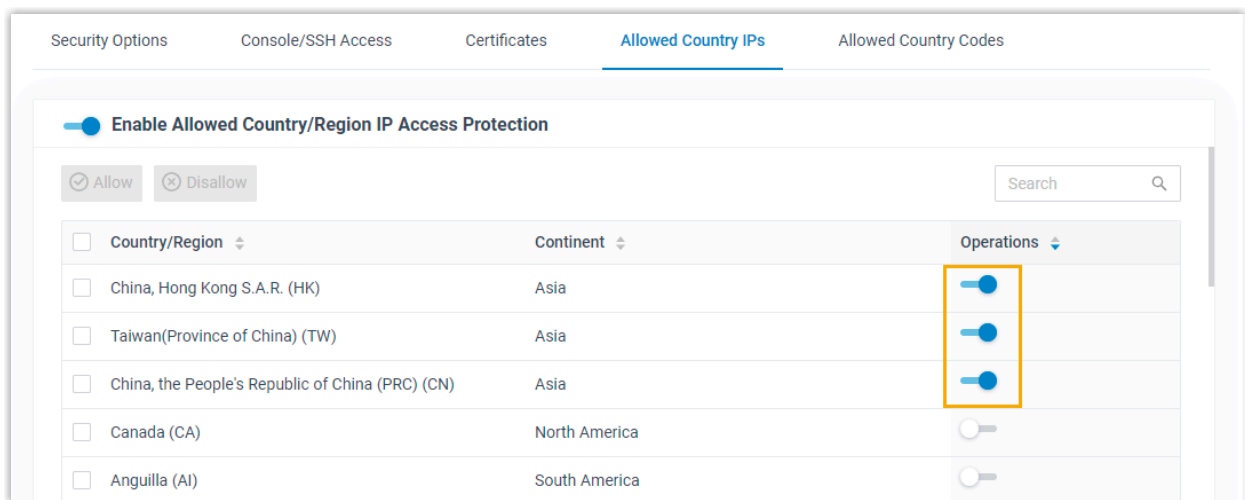 Security Options Console/SSH Access Certificates Allowed Country IPs Allowed Country Codes
Enable Allowed Country/Region IP Access Protection
Allow Disallow Search
Country/Region Continent Operations
China, Hong Kong S.A.R. (HK) Asia
Taiwan(Province of China) (TW) Asia
China, the People's Republic of China (PRC) (CN) Asia
Canada (CA) North America
Anguilla (AI) South America